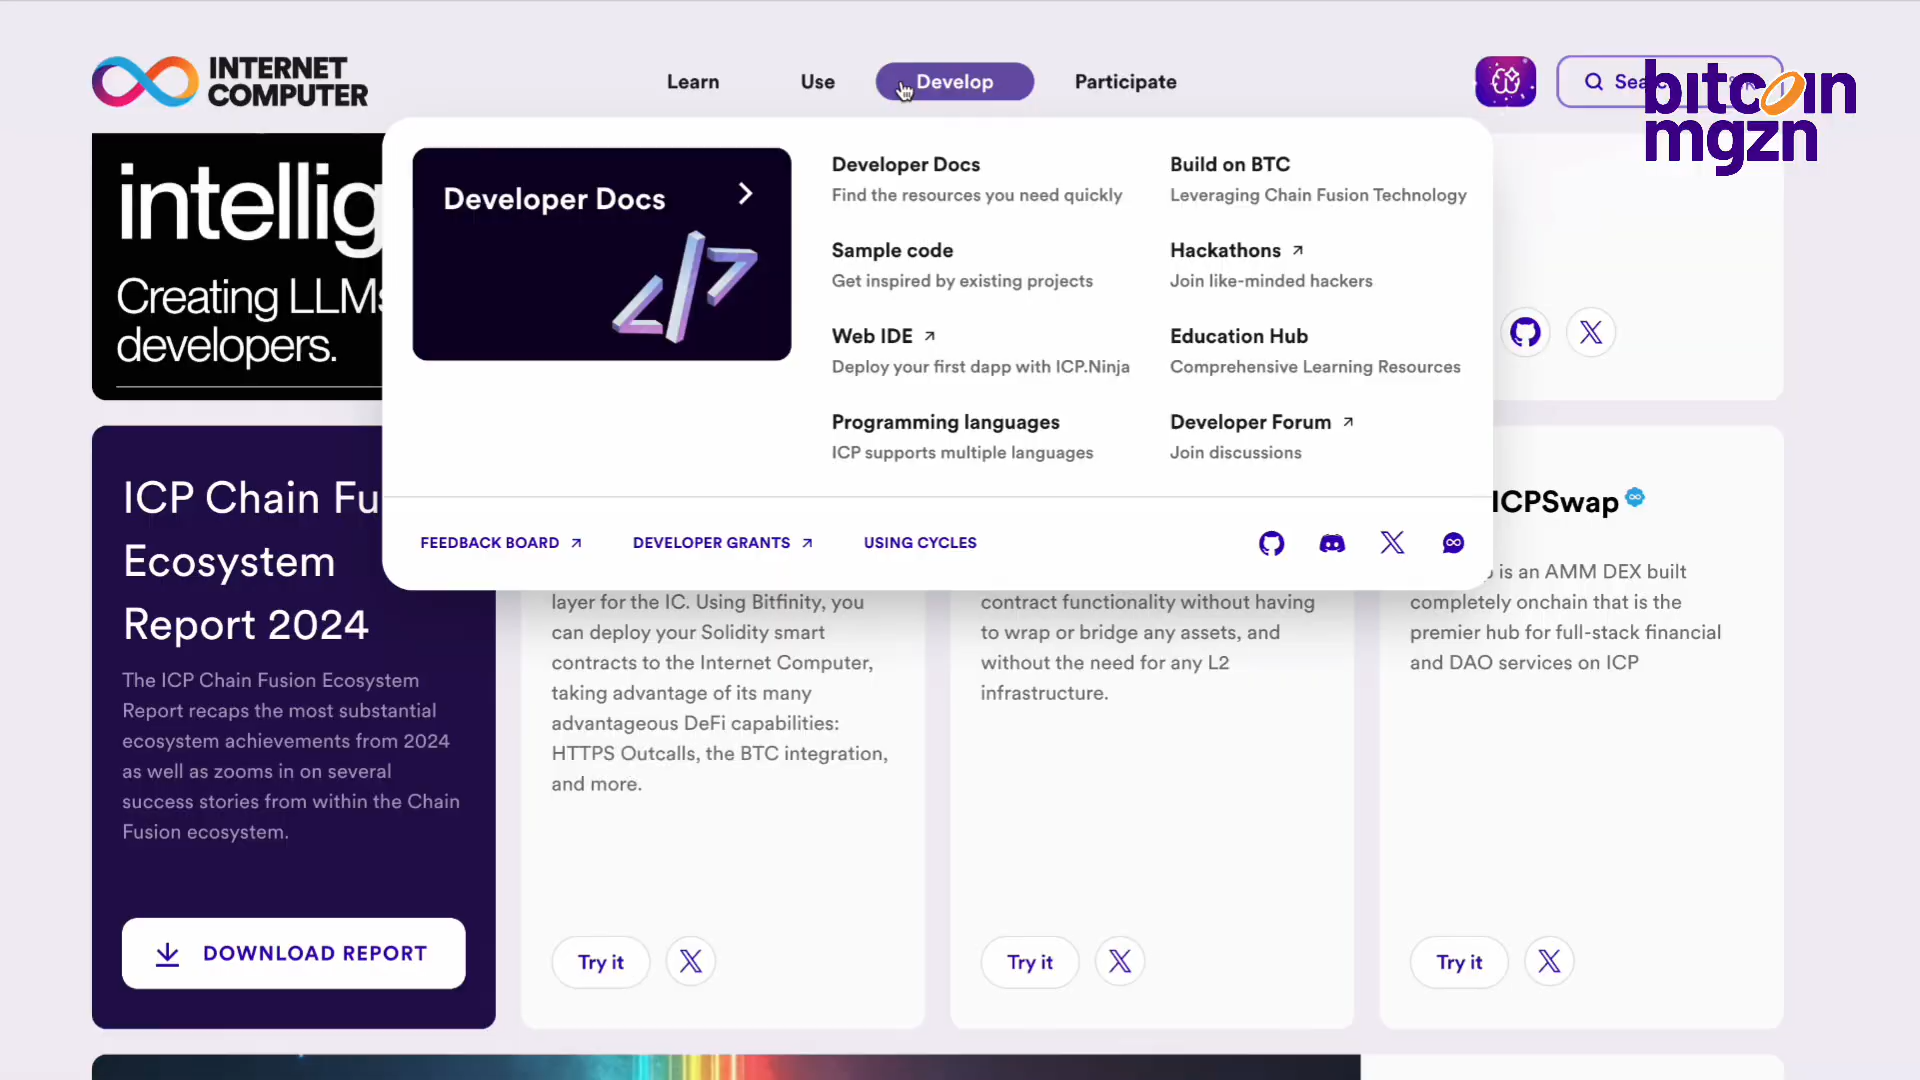 INTERNET
COMPUTER
Learn
Use
Develop
Participate
Sea
bitcoin
mgzn
intellig
Creating LLMs
developers.
Developer Docs
Developer Docs
Find the resources you need quickly
Sample code
Get inspired by existing projects
Web IDE
Deploy your first dapp with ICP.Ninja
Programming languages
ICP supports multiple languages
Build on BTC
Leveraging Chain Fusion Technology
Hackathons
Join like-minded hackers
Education Hub
Comprehensive Learning Resources
Developer Forum
Join discussions
FEEDBACK BOARD
DEVELOPER GRANTS
USING CYCLES
ICP Chain Fu
Ecosystem
Report 2024
The ICP Chain Fusion Ecosystem
Report recaps the most substantial
ecosystem achievements from 2024
as well as zooms in on several
success stories from within the Chain
Fusion ecosystem.
DOWNLOAD REPORT
layer for the IC. Using Bitfinity, you
can deploy your Solidity smart
contracts to the Internet Computer,
taking advantage of its many
advantageous DeFi capabilities:
HTTPS Outcalls, the BTC integration,
and more.
Try it
contract functionality without having
to wrap or bridge any assets, and
without the need for any L2
infrastructure.
Try it
ICPSwap
is an AMM DEX built
completely onchain that is the
premier hub for full-stack financial
and DAO services on ICP
Try it